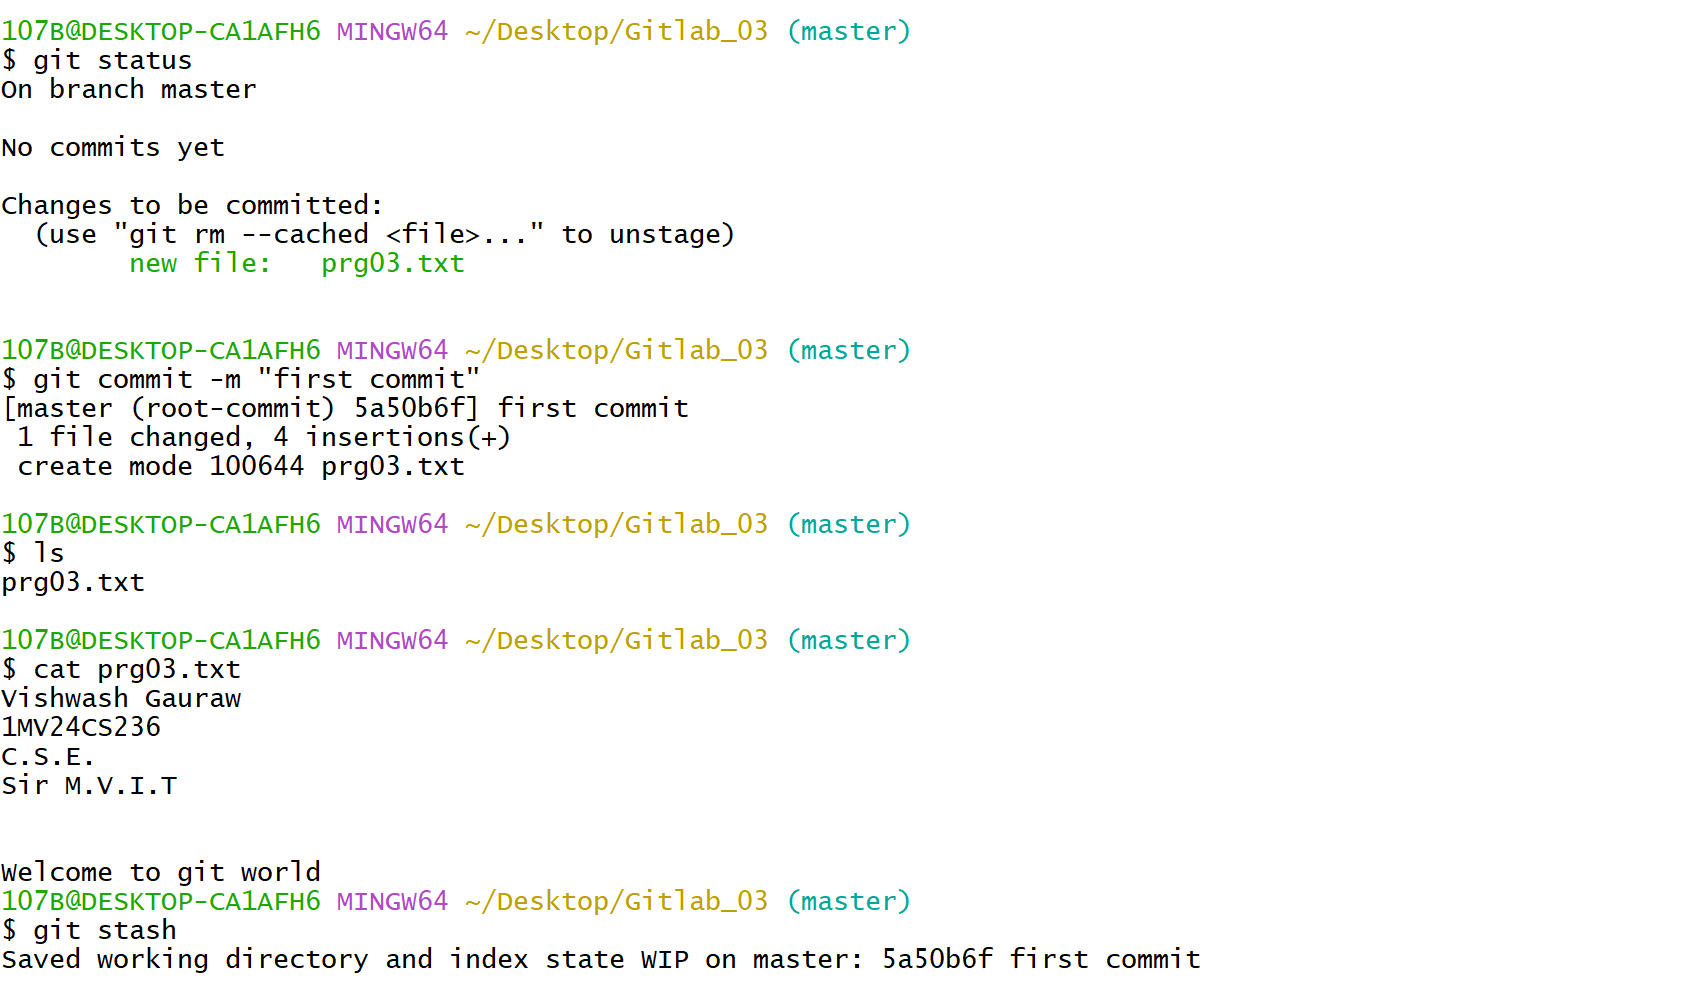 107B@DESKTOP-CA1AFH6 MINGW64 ~/Desktop/Gitlab_03 (master)
$ git status
On branch master
No commits yet
Changes to be committed:
  (use "git rm --cached <file>..." to unstage)
        new file:   prg03.txt
107B@DESKTOP-CA1AFH6 MINGW64 ~/Desktop/Gitlab_03 (master)
$ git commit -m "first commit"
[master (root-commit) 5a50b6f] first commit
 1 file changed, 4 insertions(+)
 create mode 100644 prg03.txt
107B@DESKTOP-CA1AFH6 MINGW64 ~/Desktop/Gitlab_03 (master)
$ ls
prg03.txt
107B@DESKTOP-CA1AFH6 MINGW64 ~/Desktop/Gitlab_03 (master)
$ cat prg03.txt
Vishwash Gauraw
1MV24CS236
C.S.E.
Sir M.V.I.T
Welcome to git world
107B@DESKTOP-CA1AFH6 MINGW64 ~/Desktop/Gitlab_03 (master)
$ git stash
Saved working directory and index state WIP on master: 5a50b6f first commit